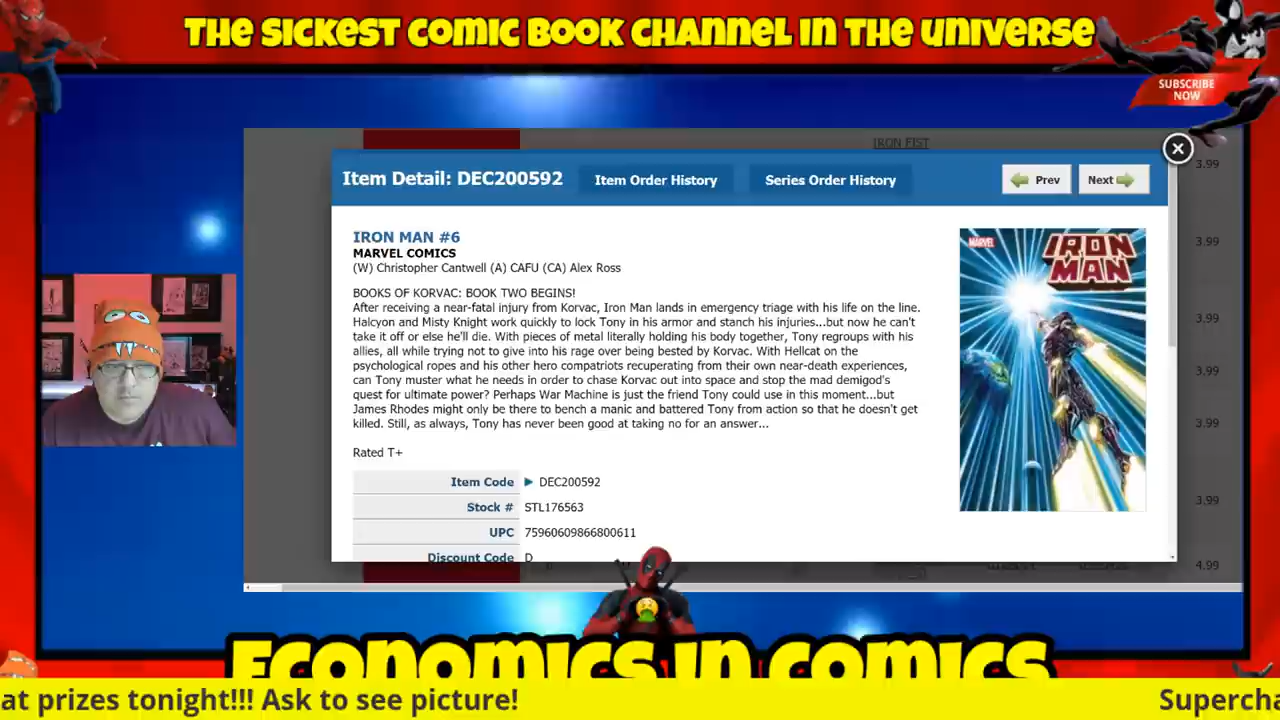 THE SICKEST COMIC BOOK CHANNEL IN THE UNIVERSE
SUBSCRIBE
NOW
IRON FIST
3.99
Item Detail: DEC200592
Item Order History
Series Order History
Prev
Next
IRON MAN #6
MARVEL COMICS
(W) Christopher Cantwell (A) CAFU (CA) Alex Ross
BOOKS OF KORVAC: BOOK TWO BEGINS!
After receiving a near-fatal injury from Korvac, Iron Man lands in emergency triage with his life on the line.
Halcyon and Misty Knight work quickly to lock Tony in his armor and stanch his injuries...but now he can't
take it off or else he'll die. With pieces of metal literally holding his body together, Tony regroups with his
allies, all while trying not to give into his rage over being bested by Korvac. With Hellcat on the
psychological ropes and his other hero compatriots recuperating from their own near-death experiences,
can Tony muster what he needs in order to chase Korvac out into space and stop the mad demigod's
quest for ultimate power? Perhaps War Machine is just the friend Tony could use in this moment...but
James Rhodes might only be there to bench a manic and battered Tony from action so that he doesn't get
killed. Still, as always, Tony has never been good at taking no for an answer...
Rated T+
Item Code DEC200592
Stock # STL176563
UPC 75960609866800611
Discount Code D
MARVEL
IRON
MAN
3.99
3.99
3.99
3.99
3.99
4.99
ECONOMICS IN COMICS
at prizes tonight!!! Ask to see picture!
Supercha